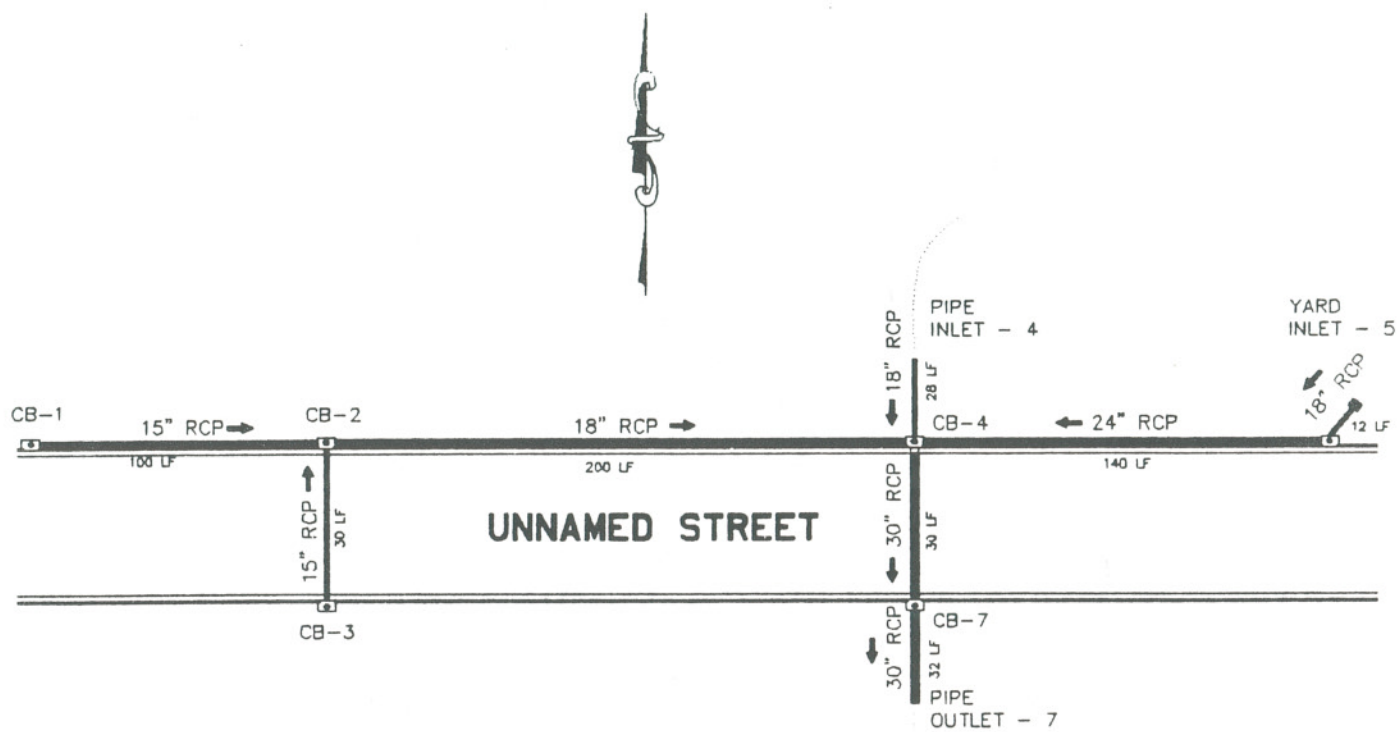 PIPE
INLET - 4
YARD
INLET - 5
18" RCP
28 LF
18" RCP
12 LF
CB-1
15" RCP
100 LF
CB-2
18" RCP
200 LF
CB-4
24" RCP
140 LF
15" RCP
30 LF
UNNAMED STREET
30" RCP
30 LF
CB-3
CB-7
30" RCP
32 LF
PIPE
OUTLET - 7